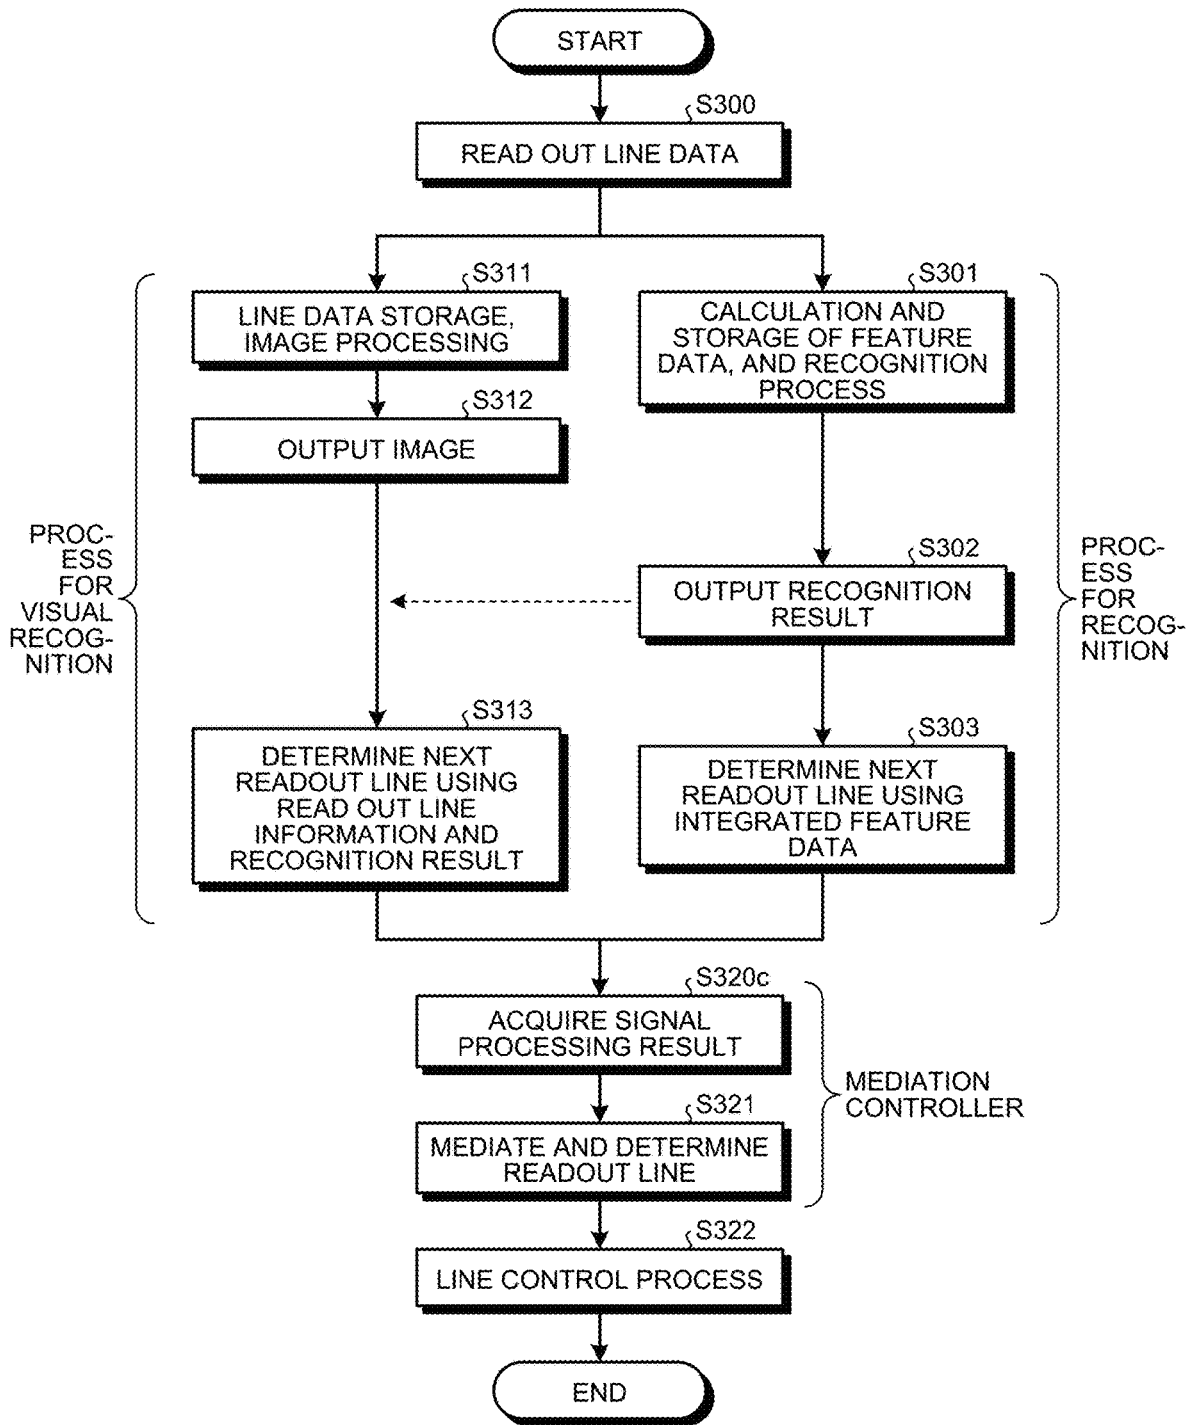 START
S300
READ OUT LINE DATA
S311
LINE DATA STORAGE,
IMAGE PROCESSING
S312
OUTPUT IMAGE
S301
CALCULATION AND
STORAGE OF FEATURE
DATA, AND RECOGNITION
PROCESS
S302
OUTPUT RECOGNITION
RESULT
PROC-
ESS
FOR
VISUAL
RECOG-
NITION
PROC-
ESS
FOR
RECOG-
NITION
S313
DETERMINE NEXT
READOUT LINE USING
READ OUT LINE
INFORMATION AND
RECOGNITION RESULT
S303
DETERMINE NEXT
READOUT LINE USING
INTEGRATED FEATURE
DATA
S320c
ACQUIRE SIGNAL
PROCESSING RESULT
S321
MEDIATE AND DETERMINE
READOUT LINE
MEDIATION
CONTROLLER
S322
LINE CONTROL PROCESS
END